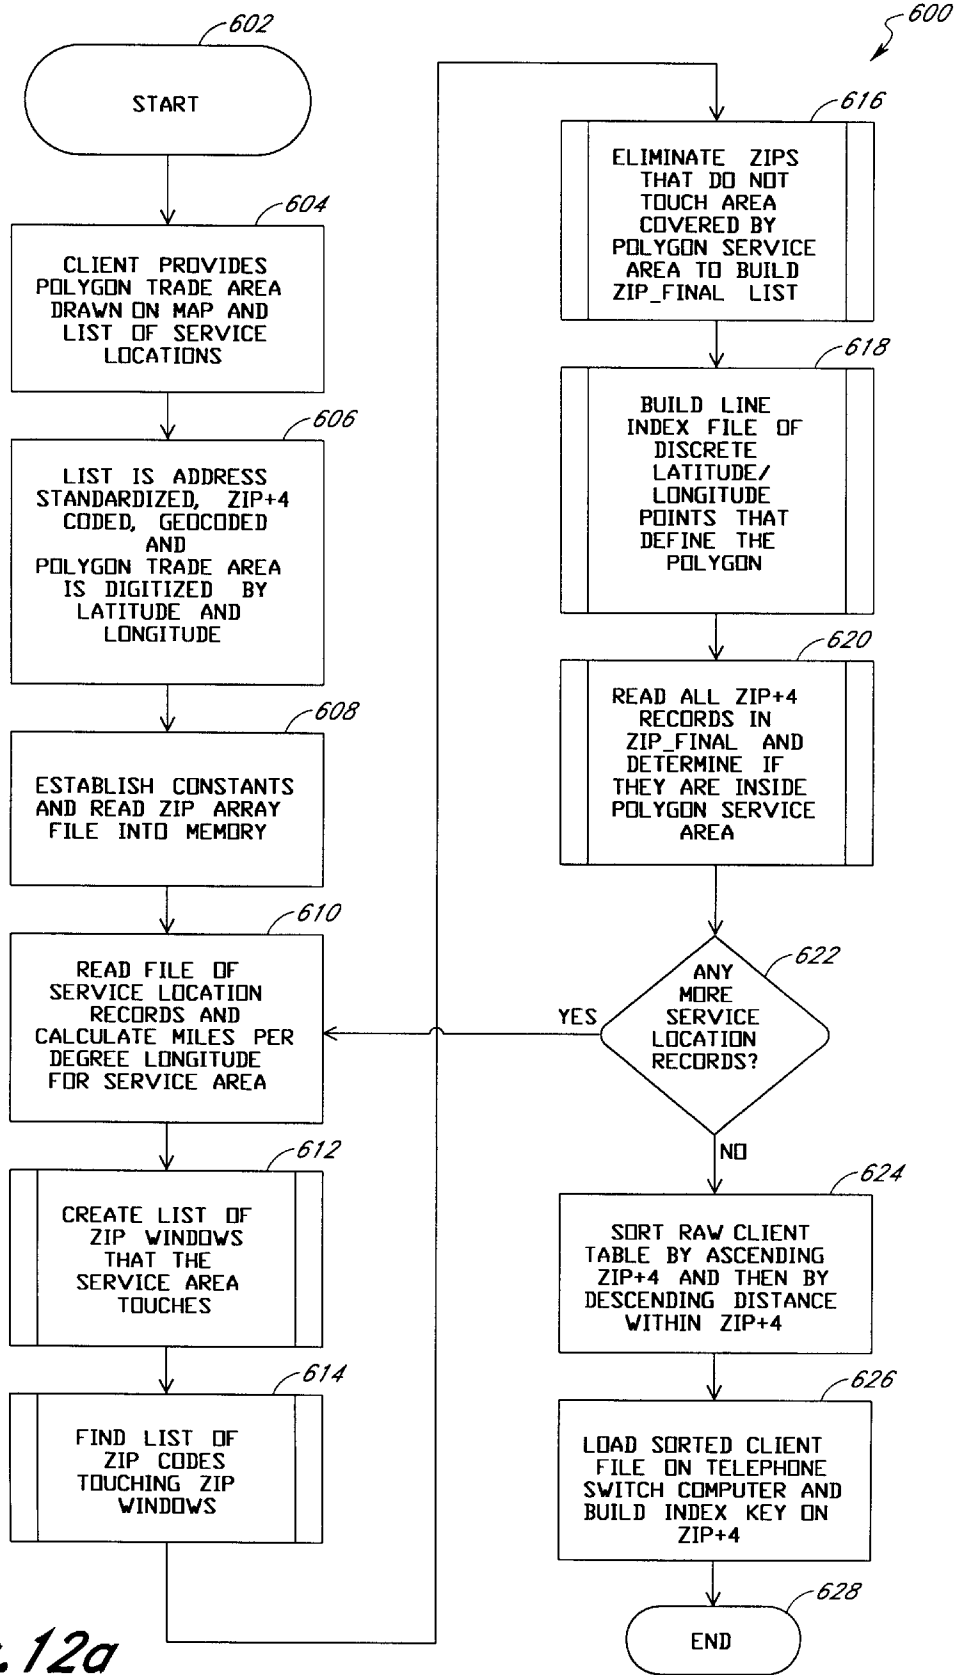 600
602
START
604
CLIENT PROVIDES
POLYGON TRADE AREA
DRAWN ON MAP AND
LIST OF SERVICE
LOCATIONS
606
LIST IS ADDRESS
STANDARDIZED, ZIP+4
CODED, GEOCODED
AND
POLYGON TRADE AREA
IS DIGITIZED BY
LATITUDE AND
LONGITUDE
608
ESTABLISH CONSTANTS
AND READ ZIP ARRAY
FILE INTO MEMORY
610
READ FILE OF
SERVICE LOCATION
RECORDS AND
CALCULATE MILES PER
DEGREE LONGITUDE
FOR SERVICE AREA
612
CREATE LIST OF
ZIP WINDOWS
THAT THE
SERVICE AREA
TOUCHES
614
FIND LIST OF
ZIP CODES
TOUCHING ZIP
WINDOWS
616
ELIMINATE ZIPS
THAT DO NOT
TOUCH AREA
COVERED BY
POLYGON SERVICE
AREA TO BUILD
ZIP_FINAL LIST
618
BUILD LINE
INDEX FILE OF
DISCRETE
LATITUDE/
LONGITUDE
POINTS THAT
DEFINE THE
POLYGON
620
READ ALL ZIP+4
RECORDS IN
ZIP_FINAL AND
DETERMINE IF
THEY ARE INSIDE
POLYGON SERVICE
AREA
622
ANY
MORE
SERVICE
LOCATION
RECORDS?
YES
NO
624
SORT RAW CLIENT
TABLE BY ASCENDING
ZIP+4 AND THEN BY
DESCENDING DISTANCE
WITHIN ZIP+4
626
LOAD SORTED CLIENT
FILE ON TELEPHONE
SWITCH COMPUTER AND
BUILD INDEX KEY ON
ZIP+4
628
END
.12a